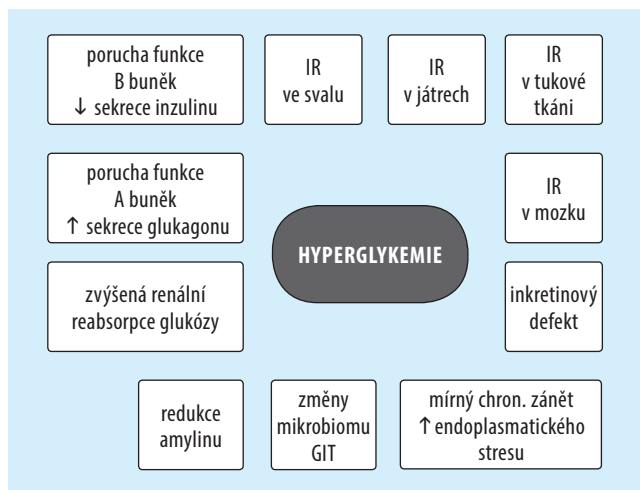 porucha funkce
B buněk
↓ sekrece inzulinu
IR
ve svalu
IR
v játrech
IR
v tukové
tkáni
porucha funkce
A buněk
↑ sekrece glukagonu
IR
v mozku
HYPERGLYKEMIE
zvýšená renální
reabsorpce glukózy
inkretinový
defekt
redukce
amylinu
změny
mikrobiomu
GIT
mírný chron. zánět
↑ endoplasmatického
stresu